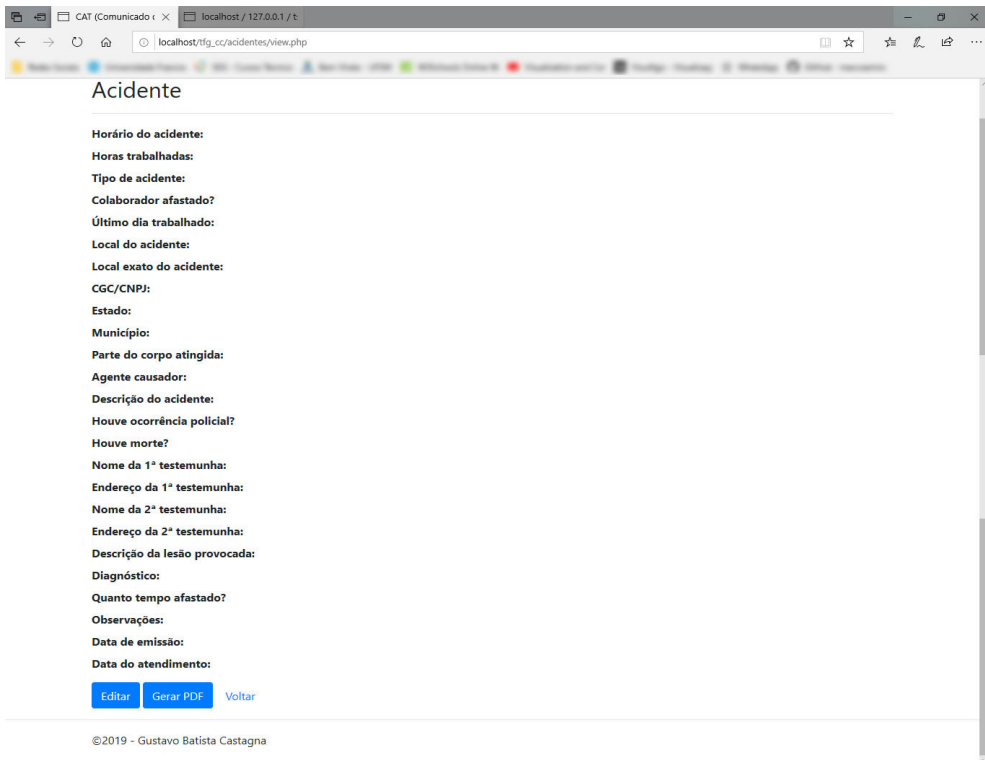 CAT (Comunicado c
localhost / 127.0.0.1 / t
localhost/tfg_cc/acidentes/view.php
Acidente
Horário do acidente:
Horas trabalhadas:
Tipo de acidente:
Colaborador afastado?
Último dia trabalhado:
Local do acidente:
Local exato do acidente:
CGC/CNPJ:
Estado:
Município:
Parte do corpo atingida:
Agente causador:
Descrição do acidente:
Houve ocorrência policial?
Houve morte?
Nome da 1ª testemunha:
Endereço da 1ª testemunha:
Nome da 2ª testemunha:
Endereço da 2ª testemunha:
Descrição da lesão provocada:
Diagnóstico:
Quanto tempo afastado?
Observações:
Data de emissão:
Data do atendimento:
Editar Gerar PDF Voltar
©2019 - Gustavo Batista Castagna